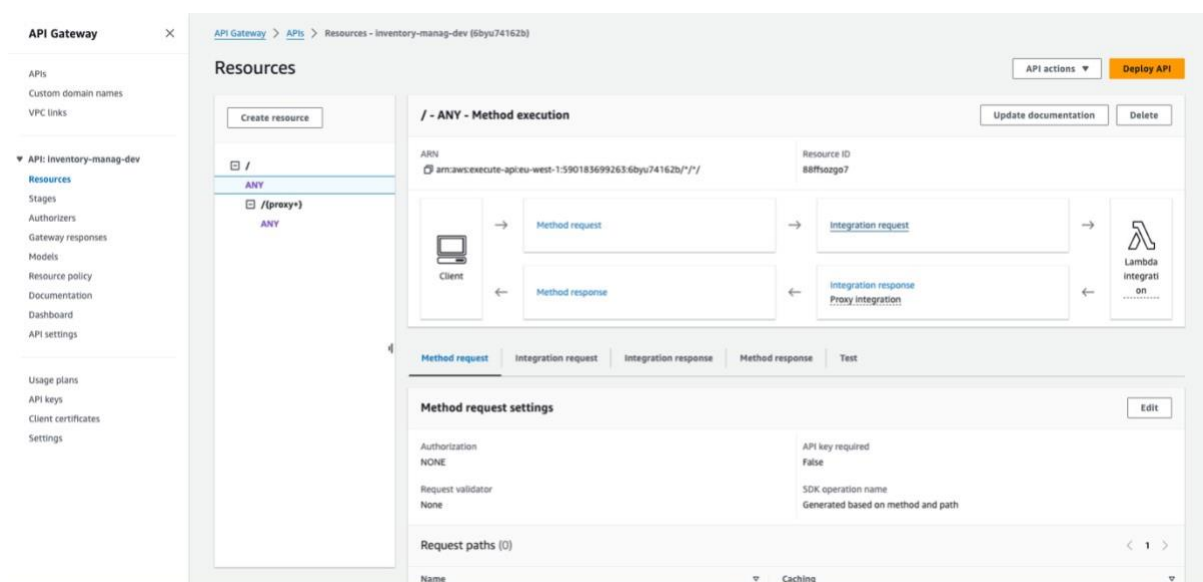 API Gateway
APIs
Custom domain names
VPC links
API: inventory-manag-dev
Resources
Stages
Authorizers
Gateway responses
Models
Resource policy
Documentation
Dashboard
API settings
Usage plans
API keys
Client certificates
Settings
API Gateway > APIs > Resources - inventory-manag-dev (6byu74162b)
Resources
API actions ▼ Deploy API
Create resource
/
ANY
/{proxy+}
ANY
/ - ANY - Method execution
Update documentation Delete
ARN
arn:aws:execute-api:eu-west-1:590183699263:6byu74162b/*/*/
Resource ID
88ffsozgo7
Client
Method request
Integration request
Method response
Integration response
Proxy integration
Lambda
integrati
on
Method request Integration request Integration response Method response Test
Method request settings
Edit
Authorization
NONE
API key required
False
Request validator
None
SDK operation name
Generated based on method and path
Request paths (0)
< 1 >
Name Caching